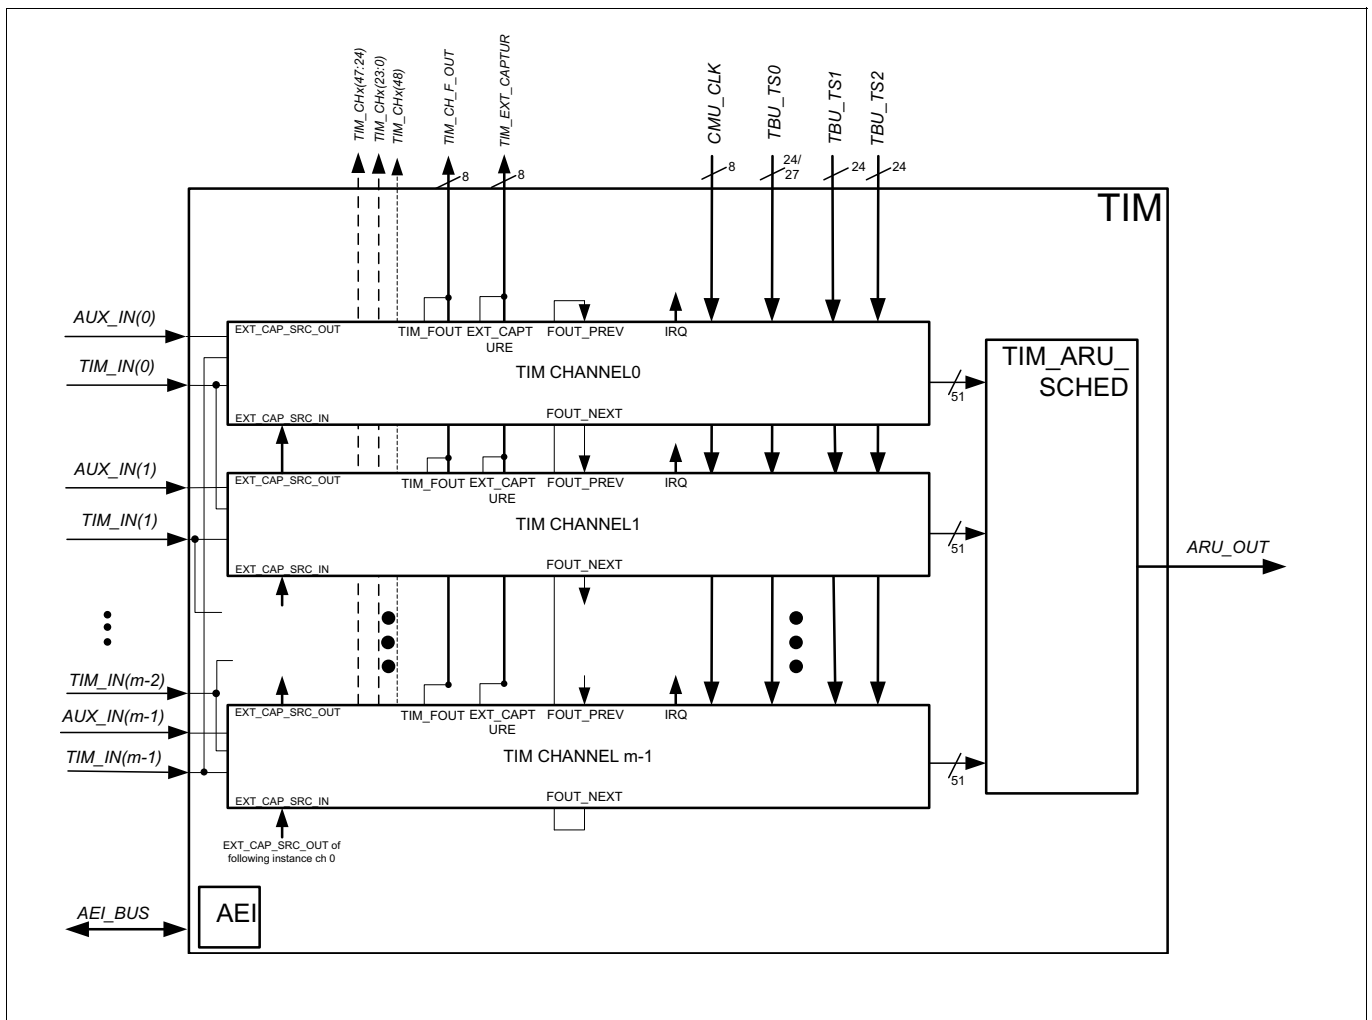 TIM_CHx(47:24)
TIM_CHx(23:0)
TIM_CHx(48)
TIM_CH_F_OUT
TIM_EXT_CAPTUR
CMU_CLK
TBU_TS0
TBU_TS1
TBU_TS2
8
8
8
24/
27
24
24
TIM
AUX_IN(0)
EXT_CAP_SRC_OUT
TIM_FOUT
EXT_CAPT
URE
FOUT_PREV
IRQ
TIM_IN(0)
TIM CHANNEL0
EXT_CAP_SRC_IN
FOUT_NEXT
51
TIM_ARU_
SCHED
AUX_IN(1)
EXT_CAP_SRC_OUT
TIM_FOUT
EXT_CAPT
URE
FOUT_PREV
IRQ
TIM_IN(1)
TIM CHANNEL1
EXT_CAP_SRC_IN
FOUT_NEXT
51
ARU_OUT
TIM_IN(m-2)
AUX_IN(m-1)
EXT_CAP_SRC_OUT
TIM_FOUT
EXT_CAPT
URE
FOUT_PREV
IRQ
TIM_IN(m-1)
TIM CHANNEL m-1
EXT_CAP_SRC_IN
FOUT_NEXT
51
EXT_CAP_SRC_OUT of
following instance ch 0
AEI_BUS
AEI